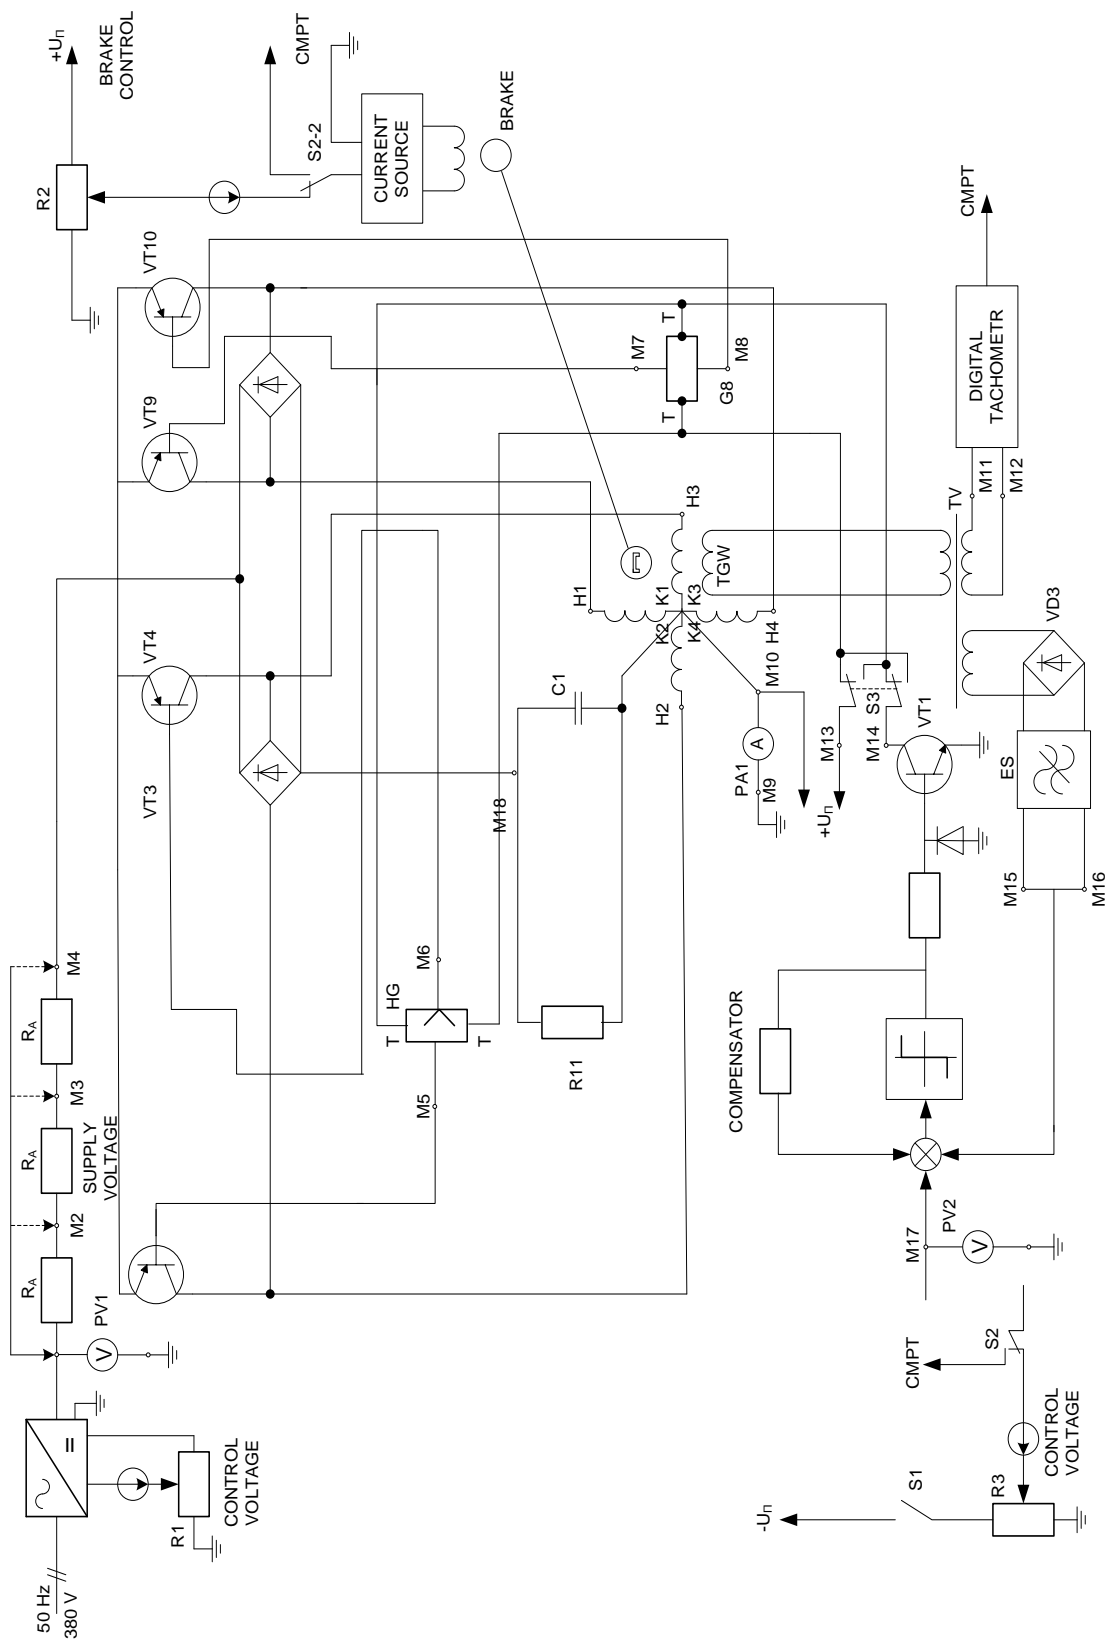 50 Hz
380 V
R1
CONTROL
VOLTAGE
PV1
V
RA
M2
RA
SUPPLY
VOLTAGE
M3
RA
M4
VT3
VT4
VT9
VT10
R2
+Uп
BRAKE
CONTROL
CMPT
S2-2
CURRENT
SOURCE
BRAKE
M5
T
HG
T
M6
R11
M18
C1
H1
H2
H3
H4
K1
K2
K3
K4
TGW
M7
T
T
G8
M8
M10
PA1
A
M9
+Uп
M13
S3
M14
VT1
TV
M11
M12
DIGITAL
TACHOMETR
CMPT
VD3
ES
M15
M16
COMPENSATOR
M17
PV2
V
CMPT
S2
CONTROL
VOLTAGE
R3
S1
-Uп